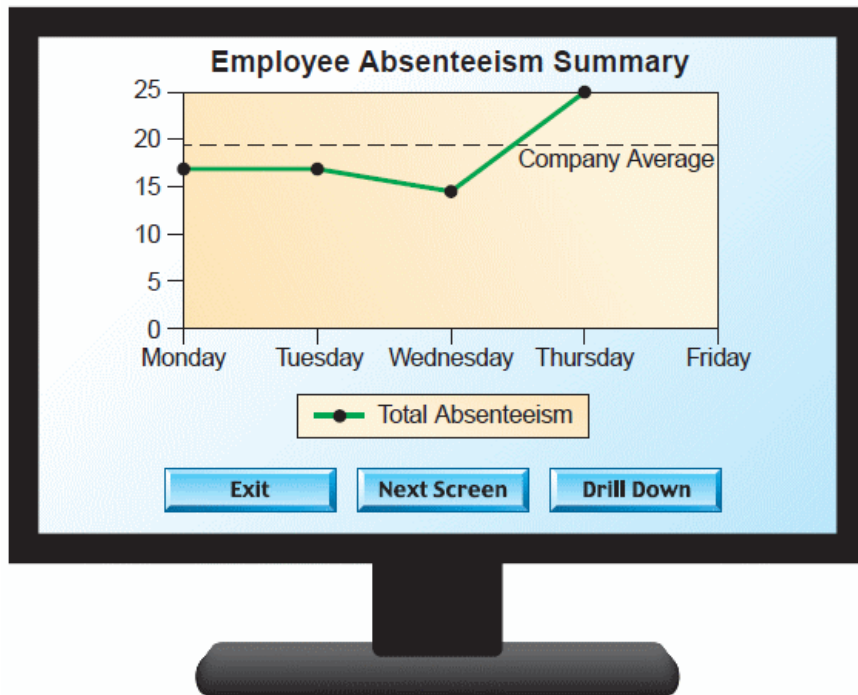 Employee Absenteeism Summary
25
20
Company Average
15
10
5
0
Monday Tuesday Wednesday Thursday Friday
Total Absenteeism
Exit Next Screen Drill Down